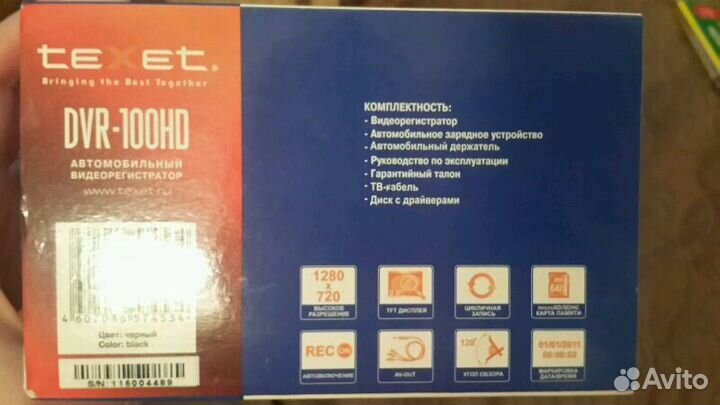 teXet.
Bringing the Best Together
DVR-100HD
АВТОМОБИЛЬНЫЙ
ВИДЕОРЕГИСТРАТОР
www.texet.ru
4607036574534
Цвет: черный
Color: black
S/N: 116004489
КОМПЛЕКТНОСТЬ:
- Видеорегистратор
- Автомобильное зарядное устройство
- Автомобильный держатель
- Руководство по эксплуатации
- Гарантийный талон
- ТВ-кабель
- Диск с драйверами
1280
x
720
ВЫСОКОЕ
РАЗРЕШЕНИЕ
TFT ДИСПЛЕЙ
ЦИКЛИЧНАЯ
ЗАПИСЬ
microSD/SDHC
КАРТА ПАМЯТИ
REC ON
АВТОВКЛЮЧЕНИЕ
AV-OUT
120°
УГОЛ ОБЗОРА
01/01/2011
00:00:02
МАРКИРОВКА
ДАТА/ВРЕМЯ
Avito